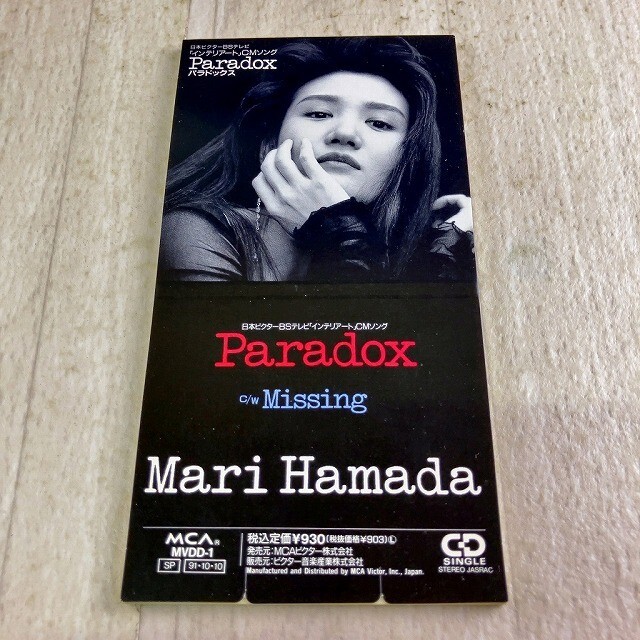 日本ビクターBSテレビ
「インテリアート」CMソング
Paradox
パラドックス
日本ビクターBSテレビ「インテリアート」CMソング
Paradox
C/W Missing
Mari Hamada
MCA®
MVDD-1
SP 91·10·10
税込定価¥930(税抜価格¥903)Ⓛ
発売元:MCAビクター株式会社
販売元:ビクター音楽産業株式会社
Manufactured and Distributed by MCA Victor, Inc., Japan.
CD
SINGLE
STEREO JASRAC